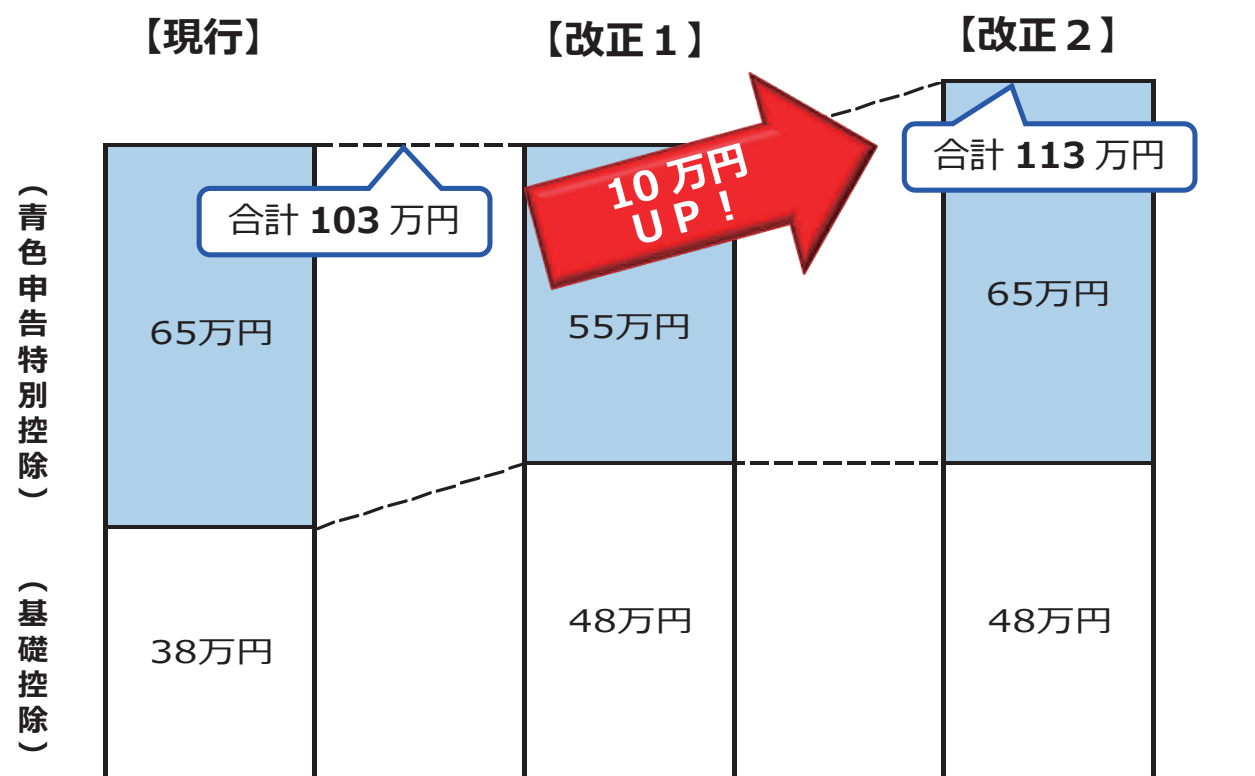 【現行】
【改正１】
【改正２】
合計 103 万円
10 万円
ＵＰ！
合計 113 万円
（青色申告特別控除）
65万円
55万円
65万円
（基礎控除）
38万円
48万円
48万円